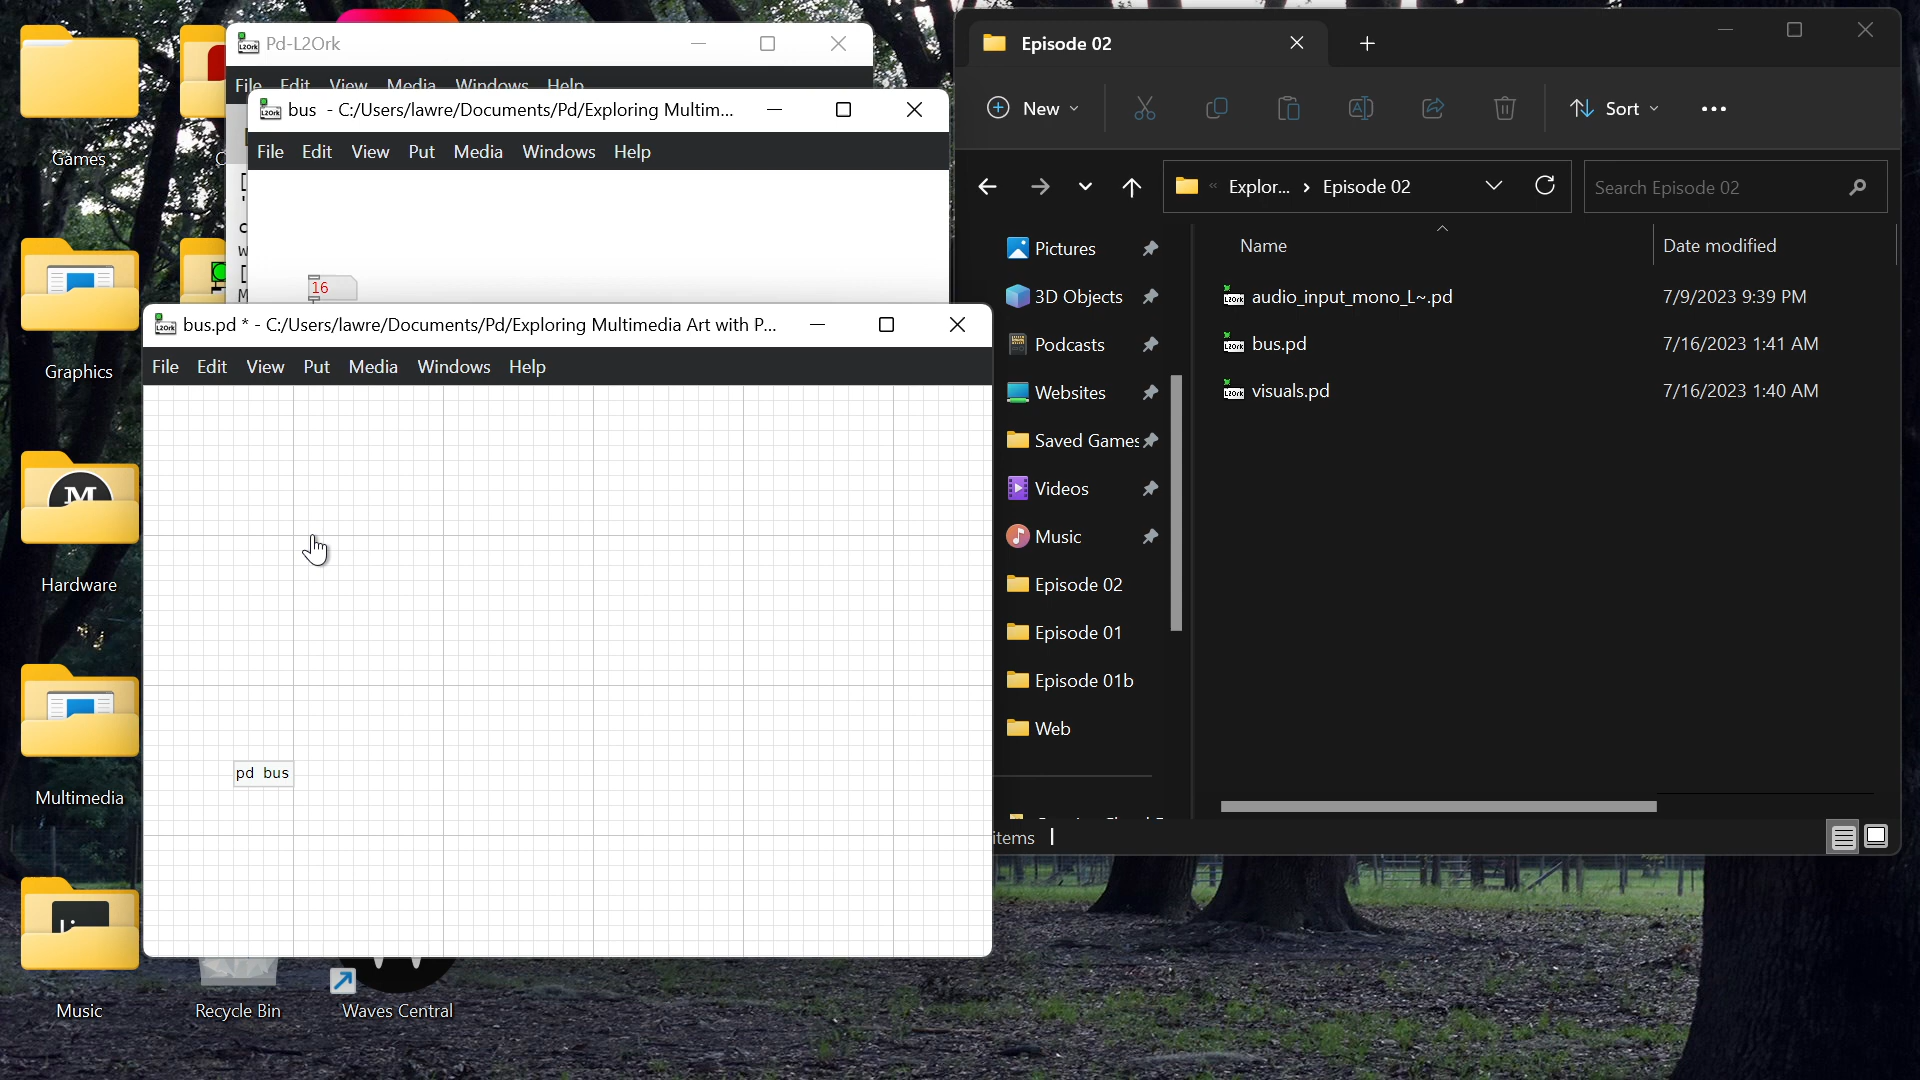 Games
Graphics
Hardware
Multimedia
Music
Recycle Bin
Waves Central
Pd-L2Ork
File Edit View Media Windows Help
bus - C:/Users/lawre/Documents/Pd/Exploring Multim...
File Edit View Put Media Windows Help
16
bus.pd * - C:/Users/lawre/Documents/Pd/Exploring Multimedia Art with P...
File Edit View Put Media Windows Help
pd bus
Episode 02
New
Sort
Explor... Episode 02
Search Episode 02
Pictures
3D Objects
Podcasts
Websites
Saved Games
Videos
Music
Episode 02
Episode 01
Episode 01b
Web
Name Date modified
audio_input_mono_L~.pd 7/9/2023 9:39 PM
bus.pd 7/16/2023 1:41 AM
visuals.pd 7/16/2023 1:40 AM
items